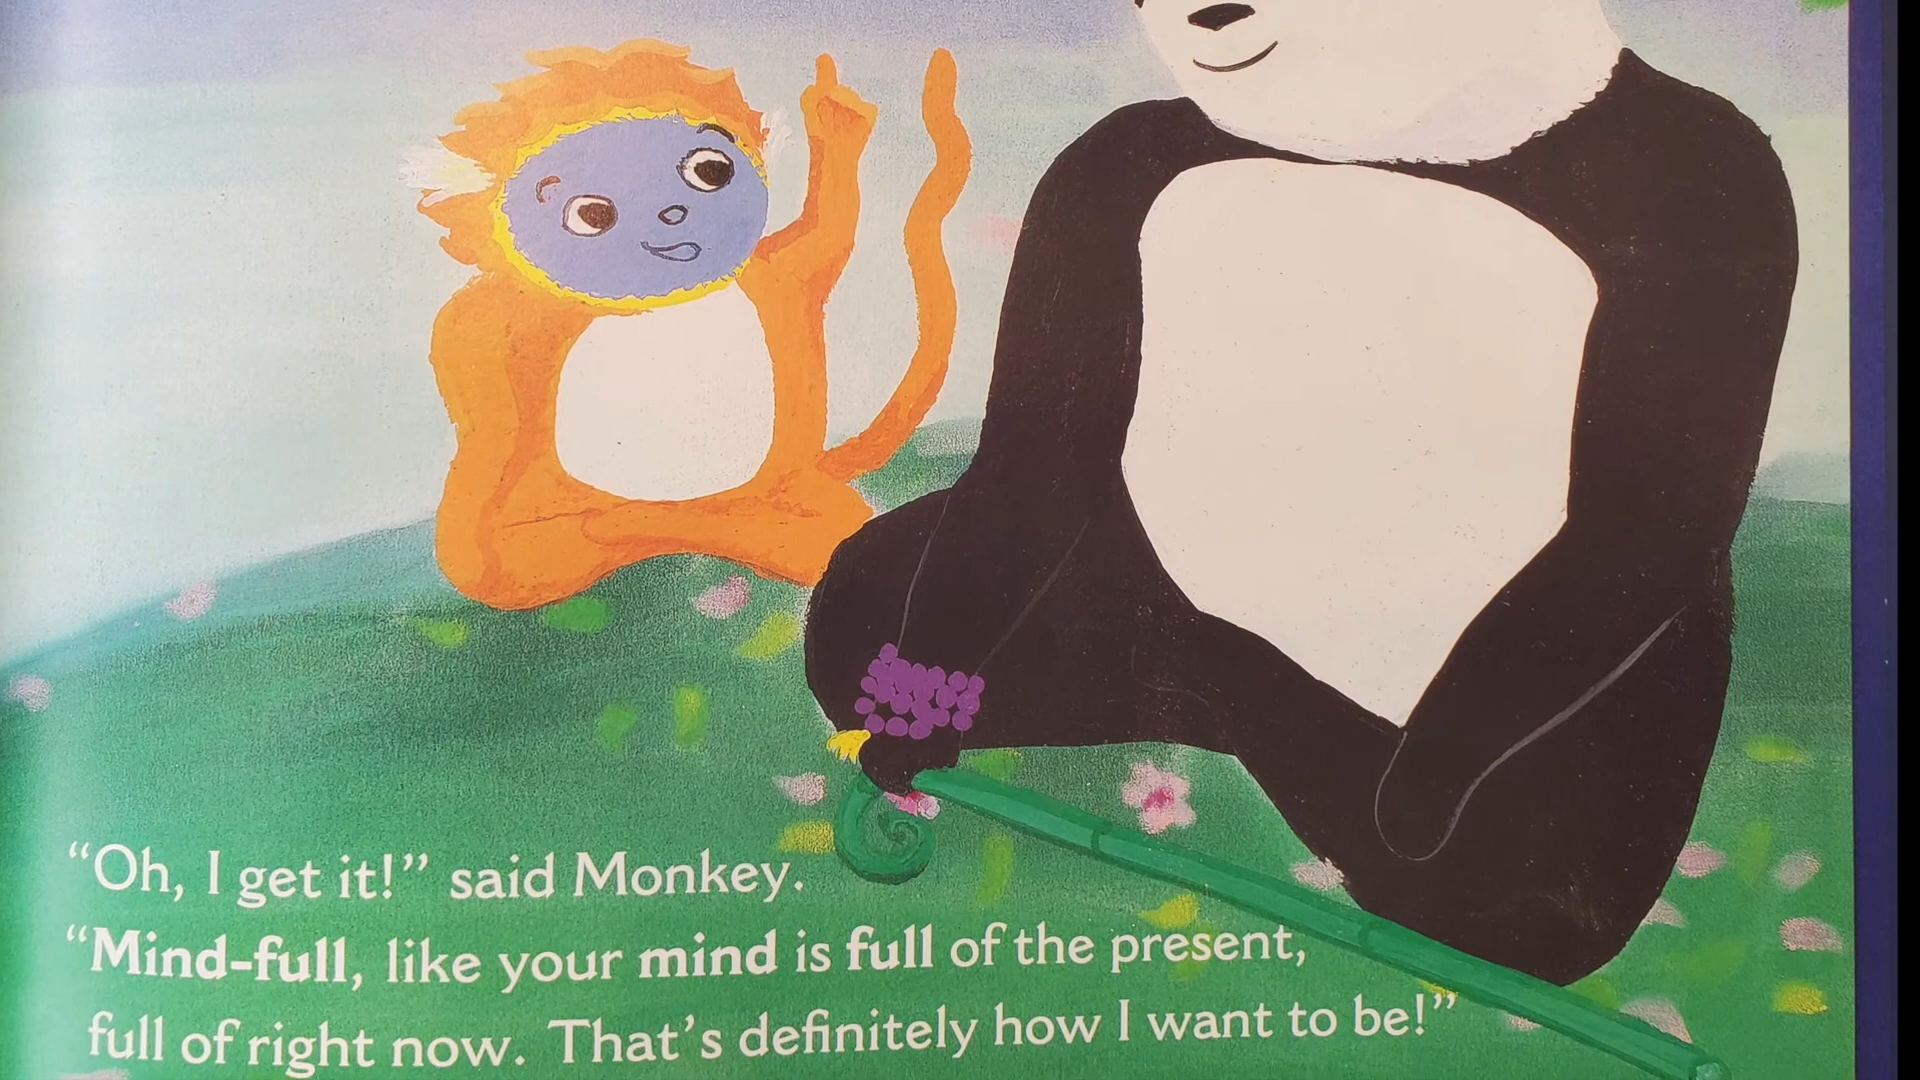 “Oh, I get it!” said Monkey.
“Mind-full, like your mind is full of the present,
full of right now. That’s definitely how I want to be!”